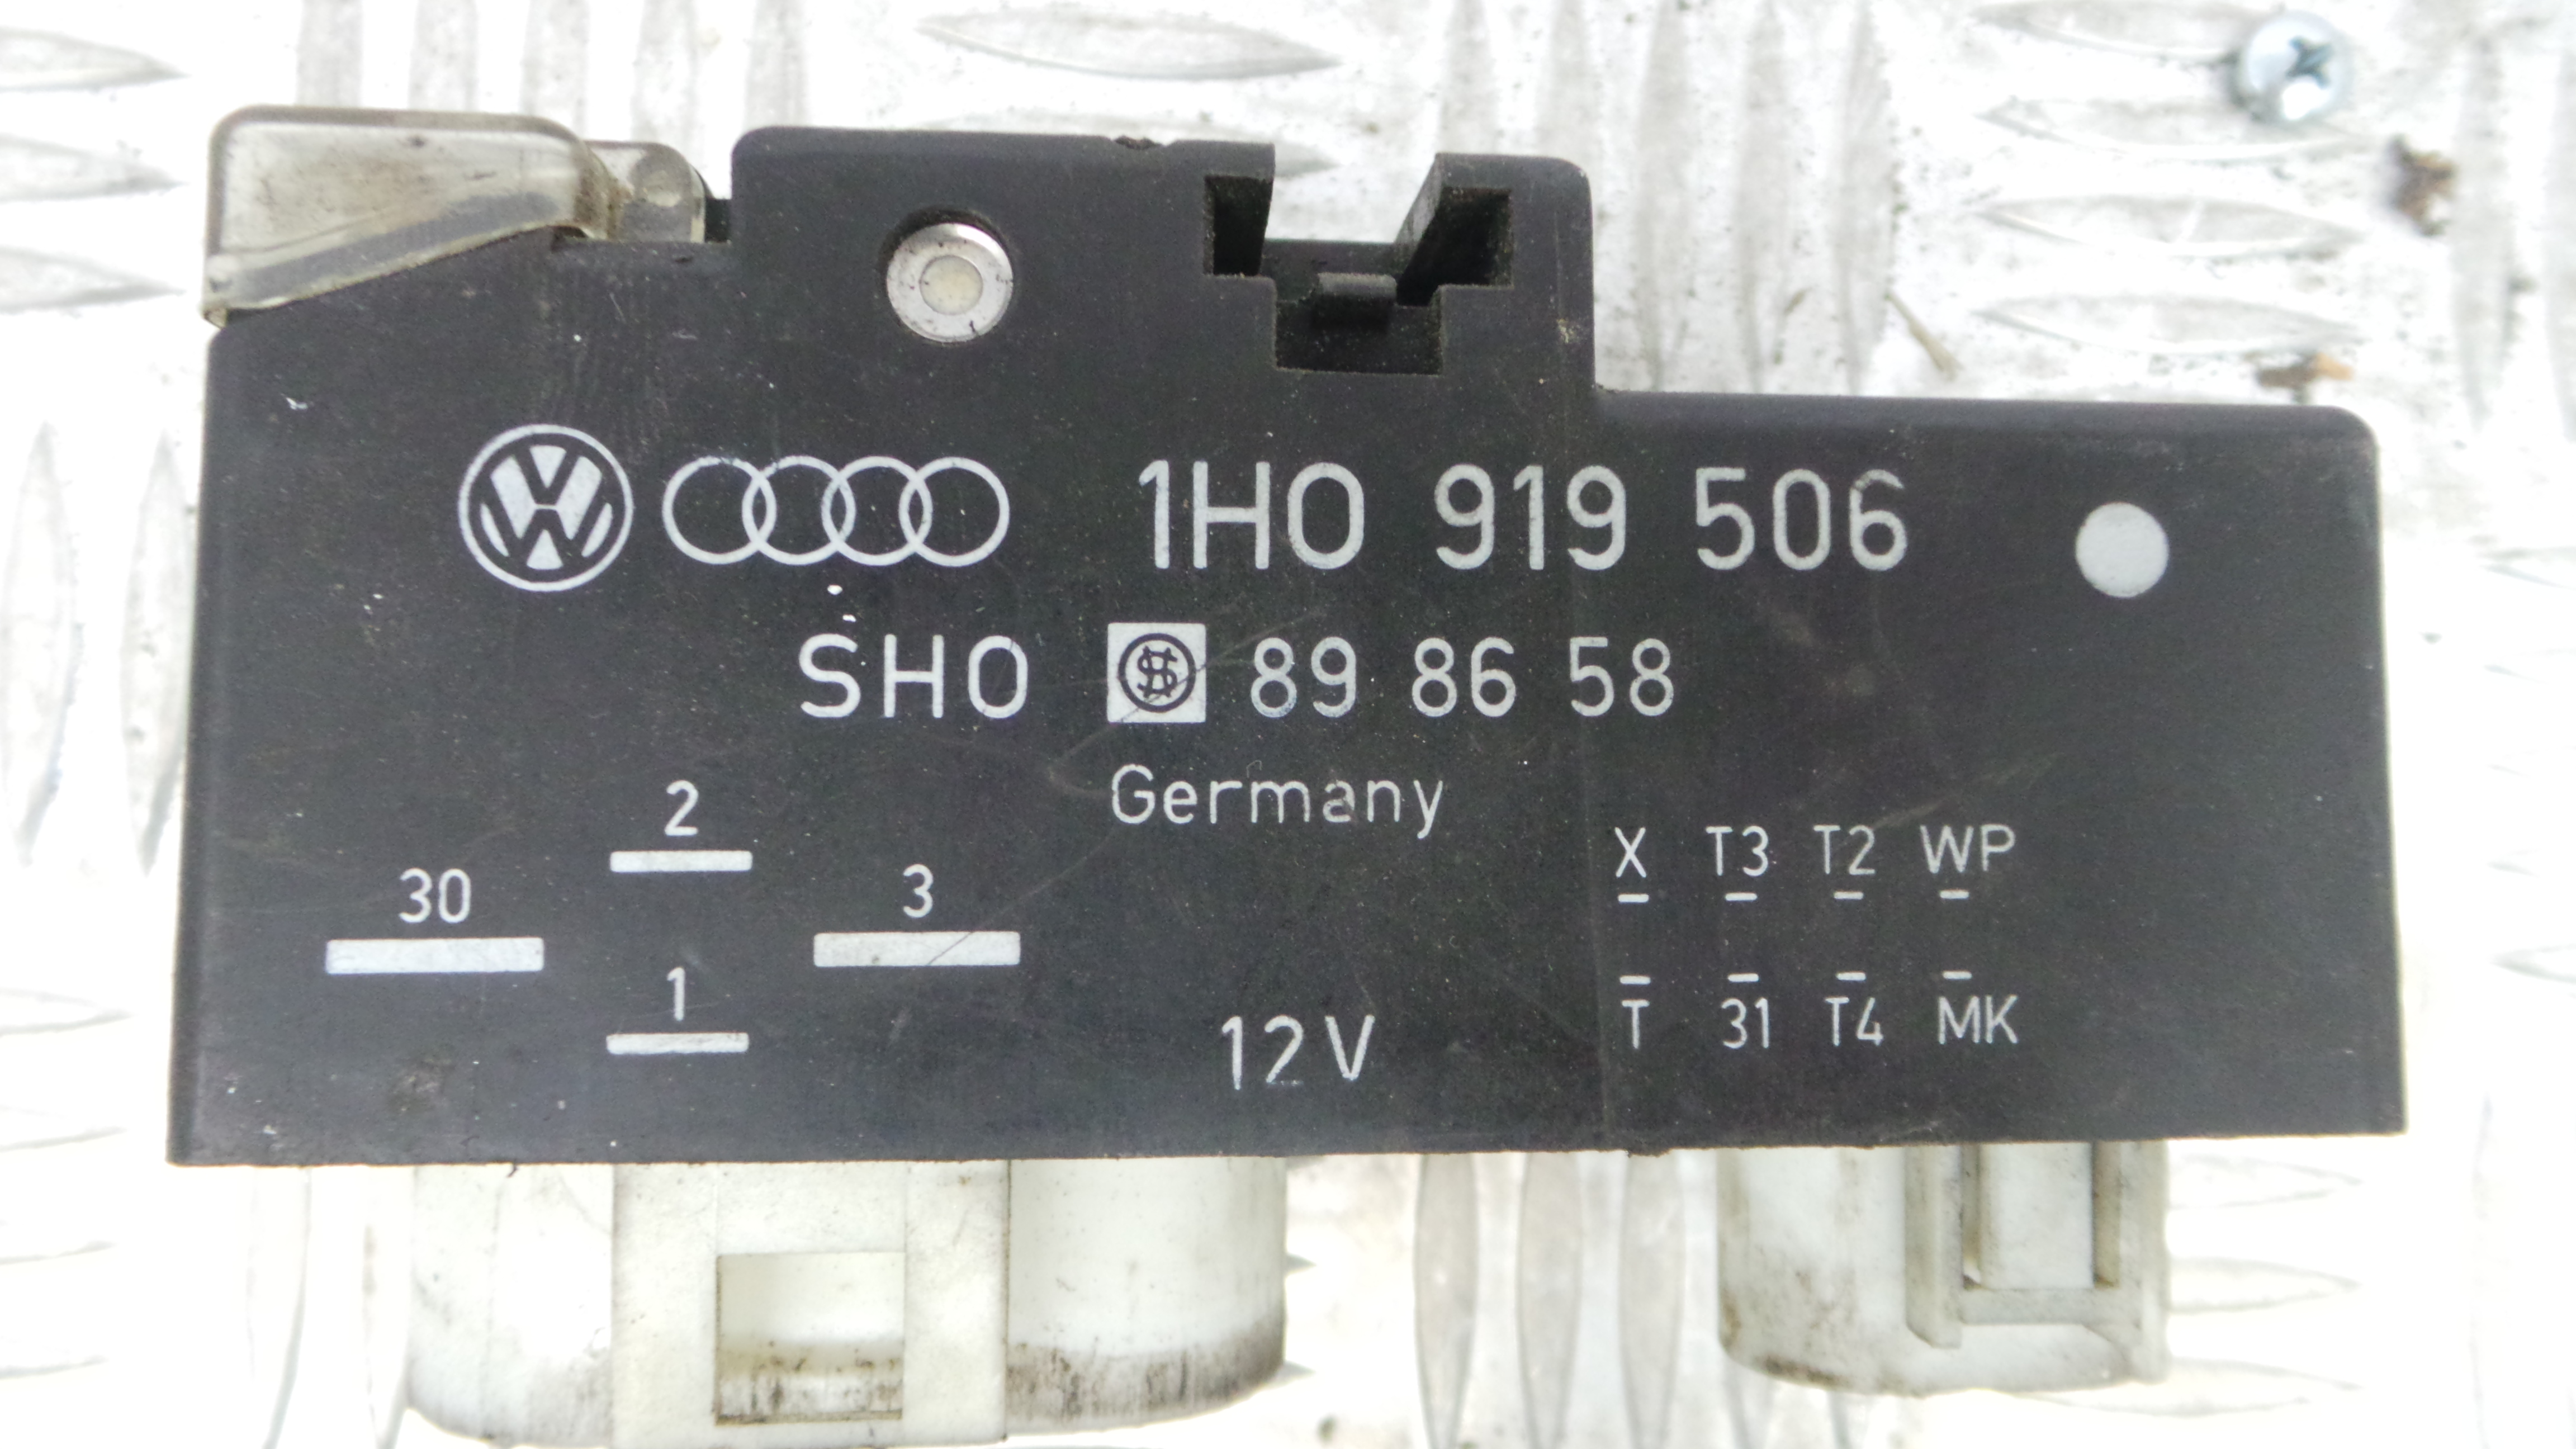 1H0 919 506
SHO 89 86 58
Germany
2
30
3
1
12V
X T3 T2 WP
T 31 T4 MK